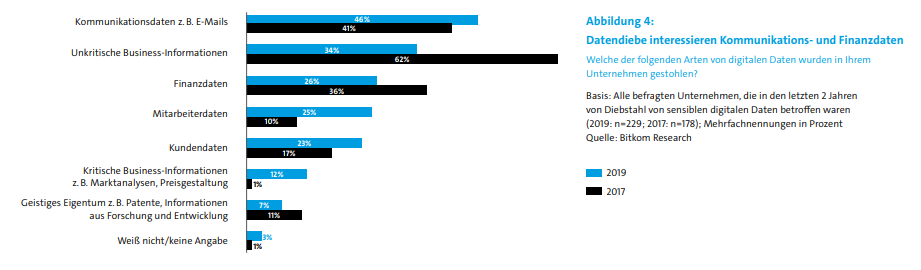 Kommunikationsdaten z. B. E-Mails
46%
41%
Unkritische Business-Informationen
34%
62%
Finanzdaten
26%
36%
Mitarbeiterdaten
25%
10%
Kundendaten
23%
17%
Kritische Business-Informationen
z. B. Marktanalysen, Preisgestaltung
12%
1%
Geistiges Eigentum z. B. Patente, Informationen
aus Forschung und Entwicklung
7%
11%
Weiß nicht/keine Angabe
3%
1%
Abbildung 4:
Datendiebe interessieren Kommunikations- und Finanzdaten
Welche der folgenden Arten von digitalen Daten wurden in Ihrem
Unternehmen gestohlen?
Basis: Alle befragten Unternehmen, die in den letzten 2 Jahren
von Diebstahl von sensiblen digitalen Daten betroffen waren
(2019: n=229; 2017: n=178); Mehrfachnennungen in Prozent
Quelle: Bitkom Research
2019
2017